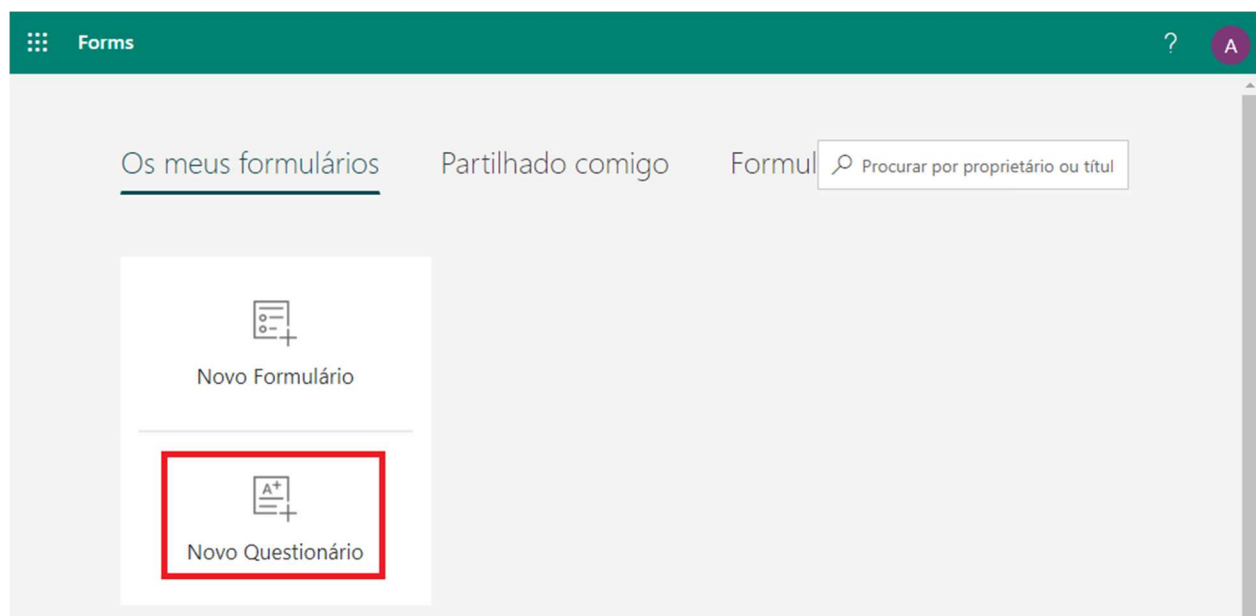 Forms
? A
Os meus formulários Partilhado comigo Formul Procurar por proprietário ou títul
Novo Formulário
A+
Novo Questionário